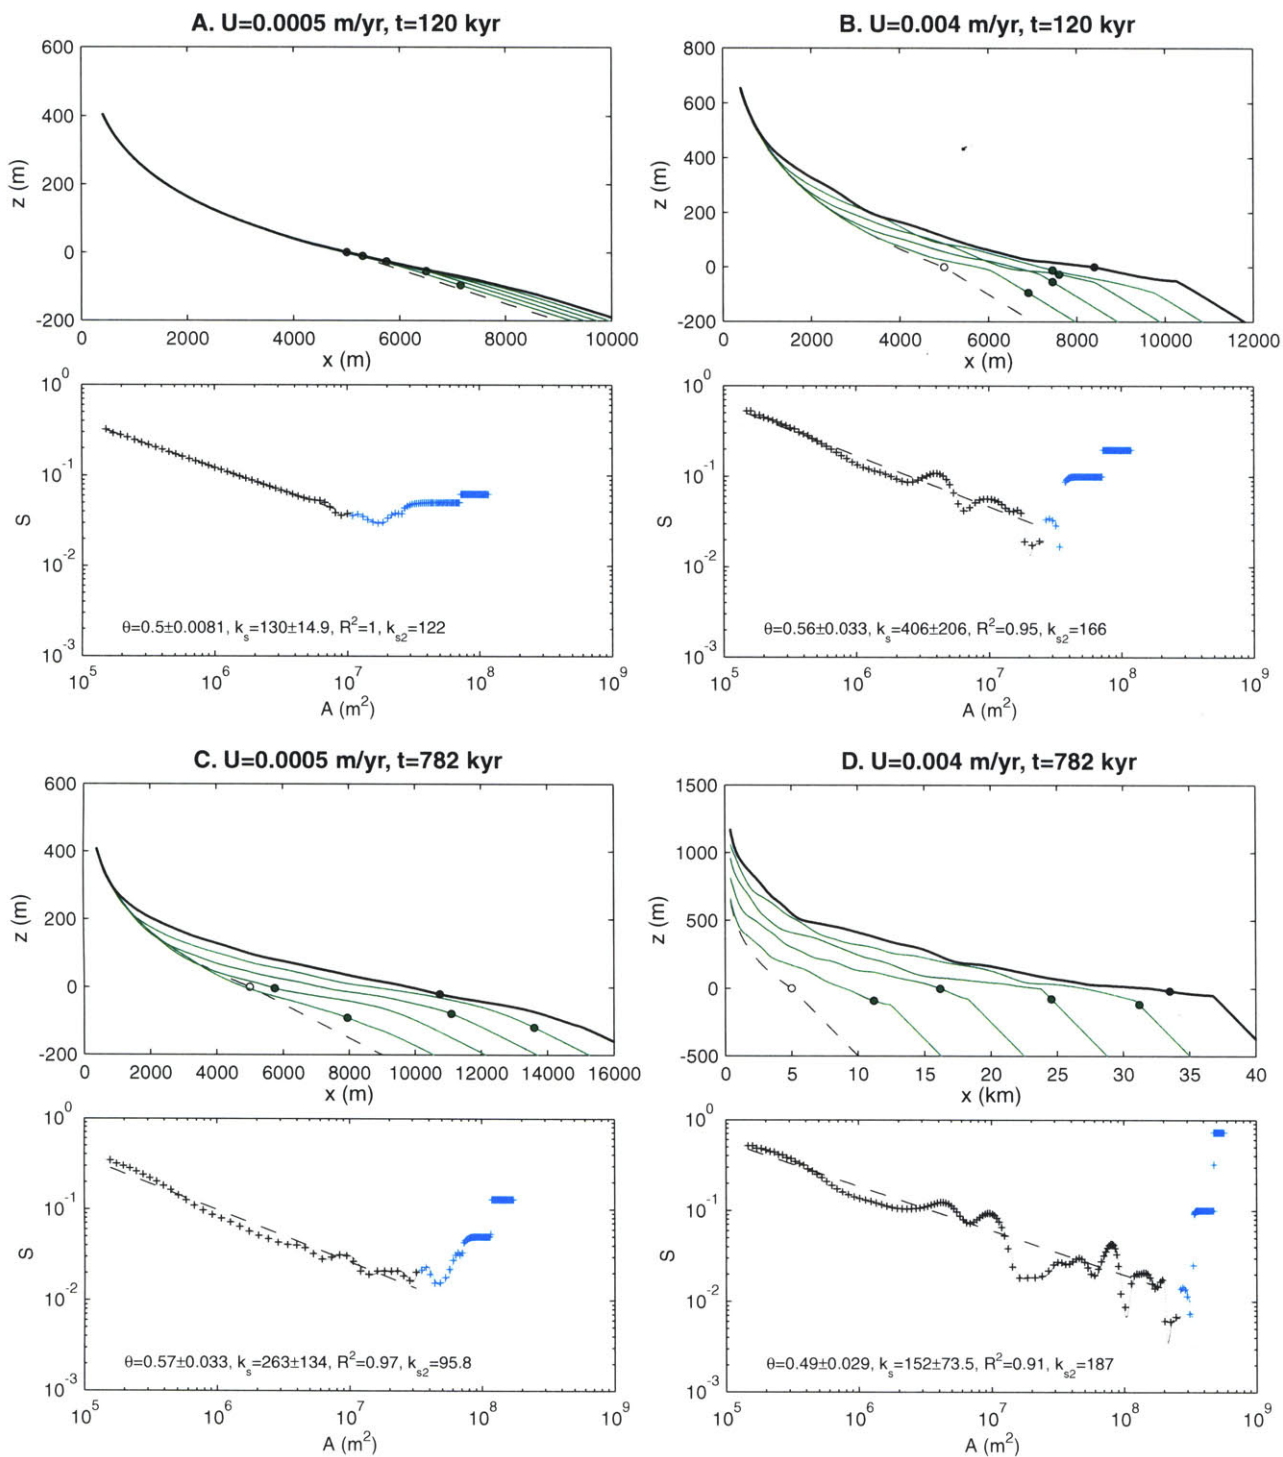 A. U=0.0005 m/yr, t=120 kyr
600
400
200
0
-200
z (m)
0 2000 4000 6000 8000 10000
x (m)
10^0
10^-1
10^-2
10^-3
S
θ=0.5±0.0081, k_s=130±14.9, R^2=1, k_s2=122
10^5 10^6 10^7 10^8 10^9
A (m^2)
B. U=0.004 m/yr, t=120 kyr
800
600
400
200
0
-200
z (m)
0 2000 4000 6000 8000 10000 12000
x (m)
10^0
10^-1
10^-2
10^-3
S
θ=0.56±0.033, k_s=406±206, R^2=0.95, k_s2=166
10^5 10^6 10^7 10^8 10^9
A (m^2)
C. U=0.0005 m/yr, t=782 kyr
600
400
200
0
-200
z (m)
0 2000 4000 6000 8000 10000 12000 14000 16000
x (m)
10^0
10^-1
10^-2
10^-3
S
θ=0.57±0.033, k_s=263±134, R^2=0.97, k_s2=95.8
10^5 10^6 10^7 10^8 10^9
A (m^2)
D. U=0.004 m/yr, t=782 kyr
1500
1000
500
0
-500
z (m)
0 5 10 15 20 25 30 35 40
x (km)
10^0
10^-1
10^-2
10^-3
S
θ=0.49±0.029, k_s=152±73.5, R^2=0.91, k_s2=187
10^5 10^6 10^7 10^8 10^9
A (m^2)